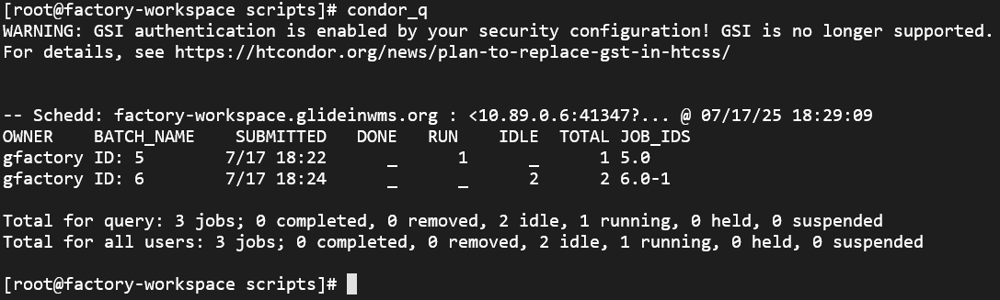 [root@factory-workspace scripts]# condor_q
WARNING: GSI authentication is enabled by your security configuration! GSI is no longer supported.
For details, see https://htcondor.org/news/plan-to-replace-gst-in-htcss/
-- Schedd: factory-workspace.glideinwms.org : <10.89.0.6:41347?... @ 07/17/25 18:29:09
OWNER    BATCH_NAME    SUBMITTED   DONE   RUN    IDLE  TOTAL JOB_IDS
gfactory ID: 5        7/17 18:22      _      1      _      1 5.0
gfactory ID: 6        7/17 18:24      _      _      2      2 6.0-1
Total for query: 3 jobs; 0 completed, 0 removed, 2 idle, 1 running, 0 held, 0 suspended
Total for all users: 3 jobs; 0 completed, 0 removed, 2 idle, 1 running, 0 held, 0 suspended
[root@factory-workspace scripts]#